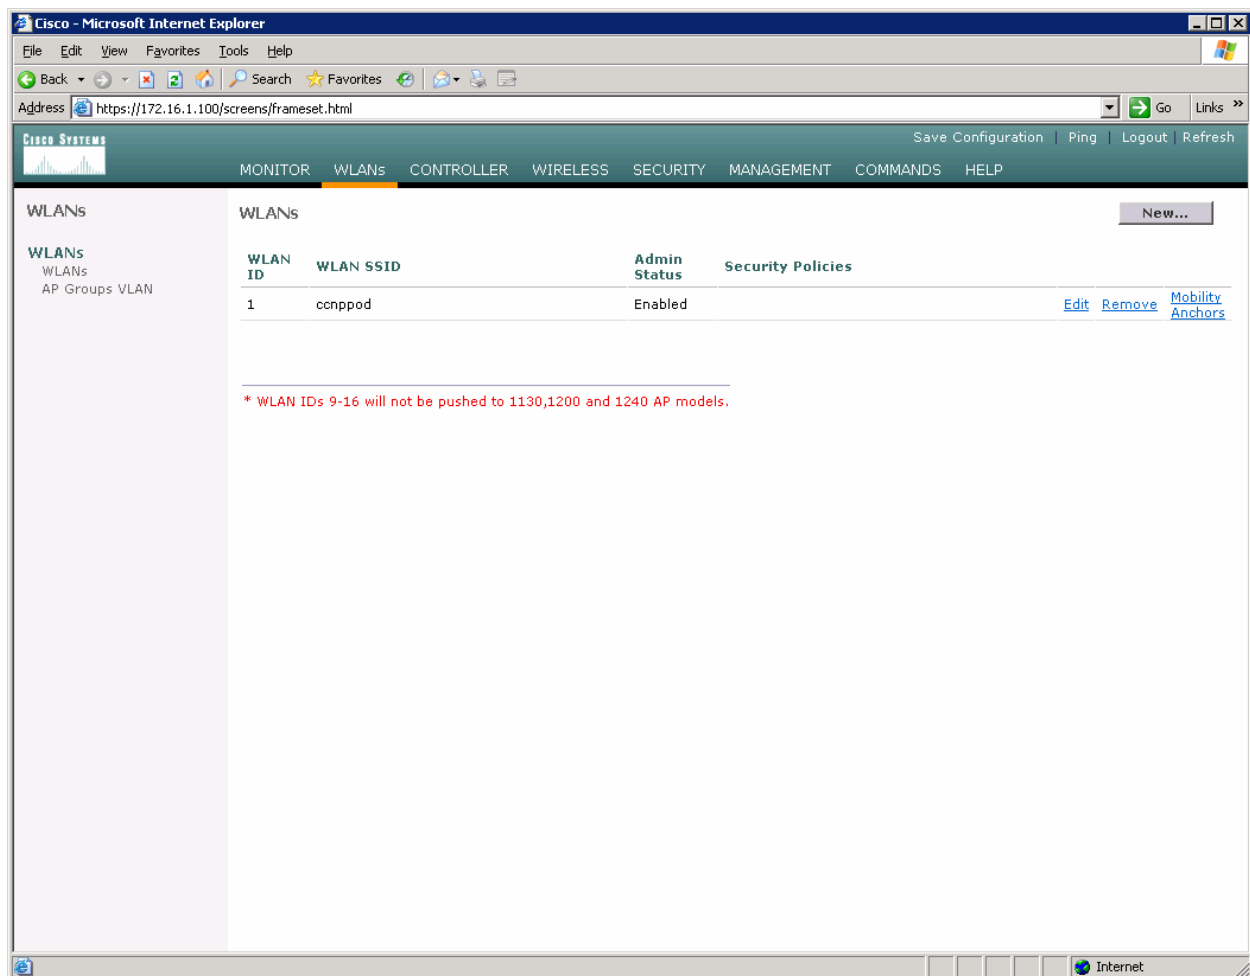 Cisco - Microsoft Internet Explorer
File Edit View Favorites Tools Help
Back Search Favorites
Address https://172.16.1.100/screens/frameset.html Go Links »
CISCO SYSTEMS
Save Configuration | Ping | Logout | Refresh
MONITOR WLANs CONTROLLER WIRELESS SECURITY MANAGEMENT COMMANDS HELP
WLANs
WLANs
WLANs
AP Groups VLAN
WLANs
New...
WLAN ID WLAN SSID Admin Status Security Policies
1 ccnppod Enabled Edit Remove Mobility Anchors
* WLAN IDs 9-16 will not be pushed to 1130,1200 and 1240 AP models.
Internet